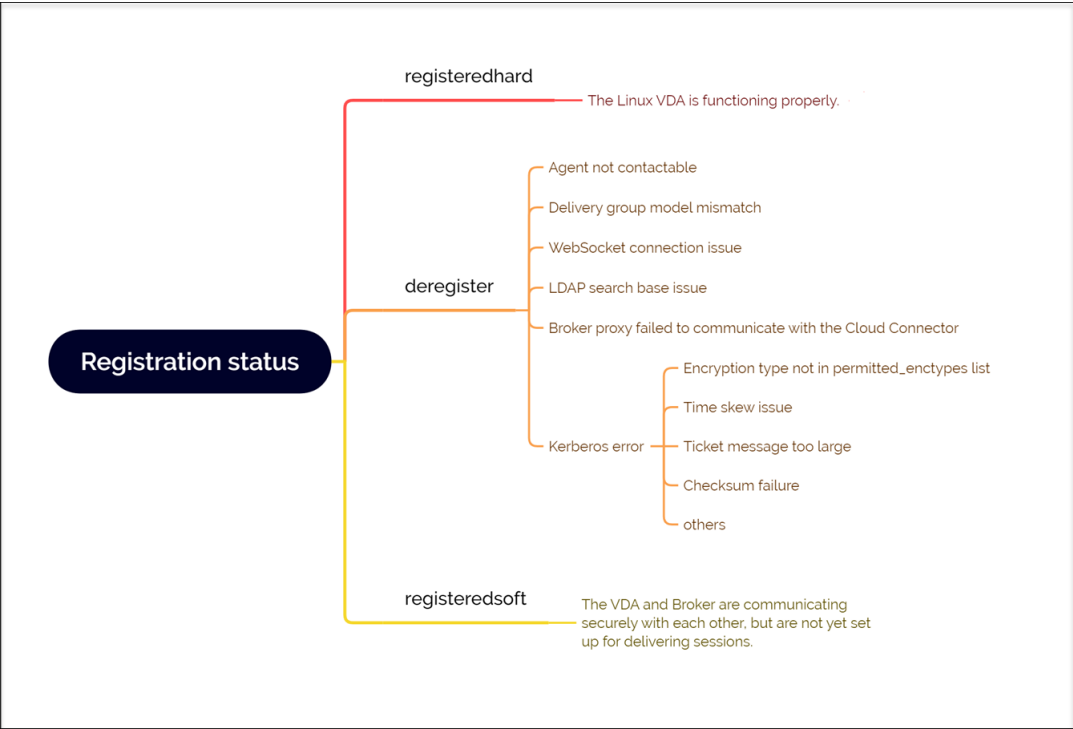 registeredhard
The Linux VDA is functioning properly.
Agent not contactable
Delivery group model mismatch
WebSocket connection issue
deregister
LDAP search base issue
Broker proxy failed to communicate with the Cloud Connector
Registration status
Encryption type not in permitted_enctypes list
Time skew issue
Kerberos error
Ticket message too large
Checksum failure
others
registeredsoft
The VDA and Broker are communicating
securely with each other, but are not yet set
up for delivering sessions.